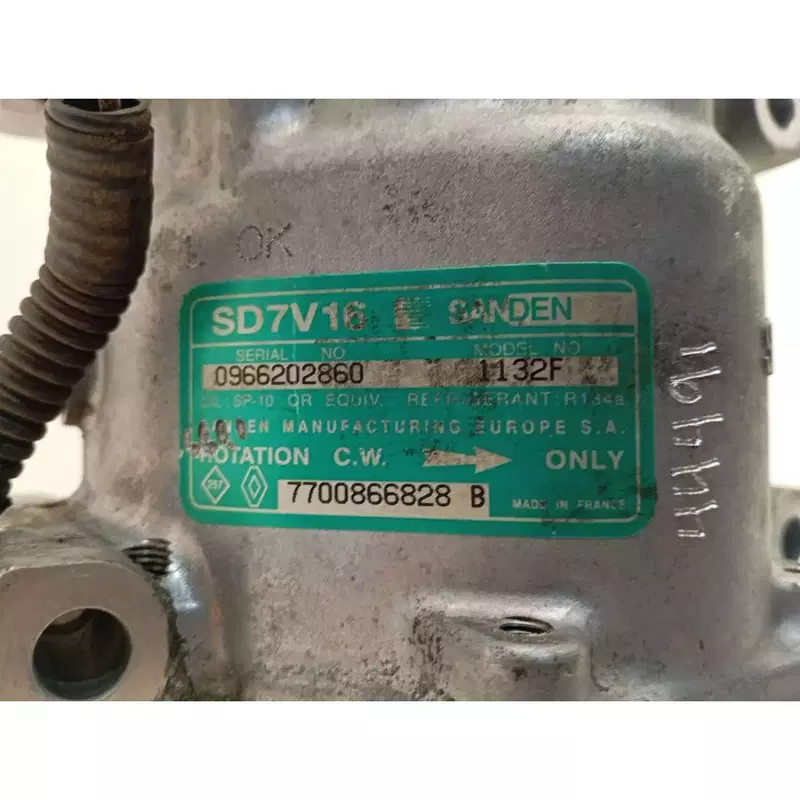 L OK
SD7V16 SANDEN
SERIAL NO MODEL NO
0966202860 1132F
OIL: SP-10 OR EQUIV. REFRIGERANT: R134a
SANDEN MANUFACTURING EUROPE S.A.
ROTATION C.W. ONLY
7700866828 B
MADE IN FRANCE